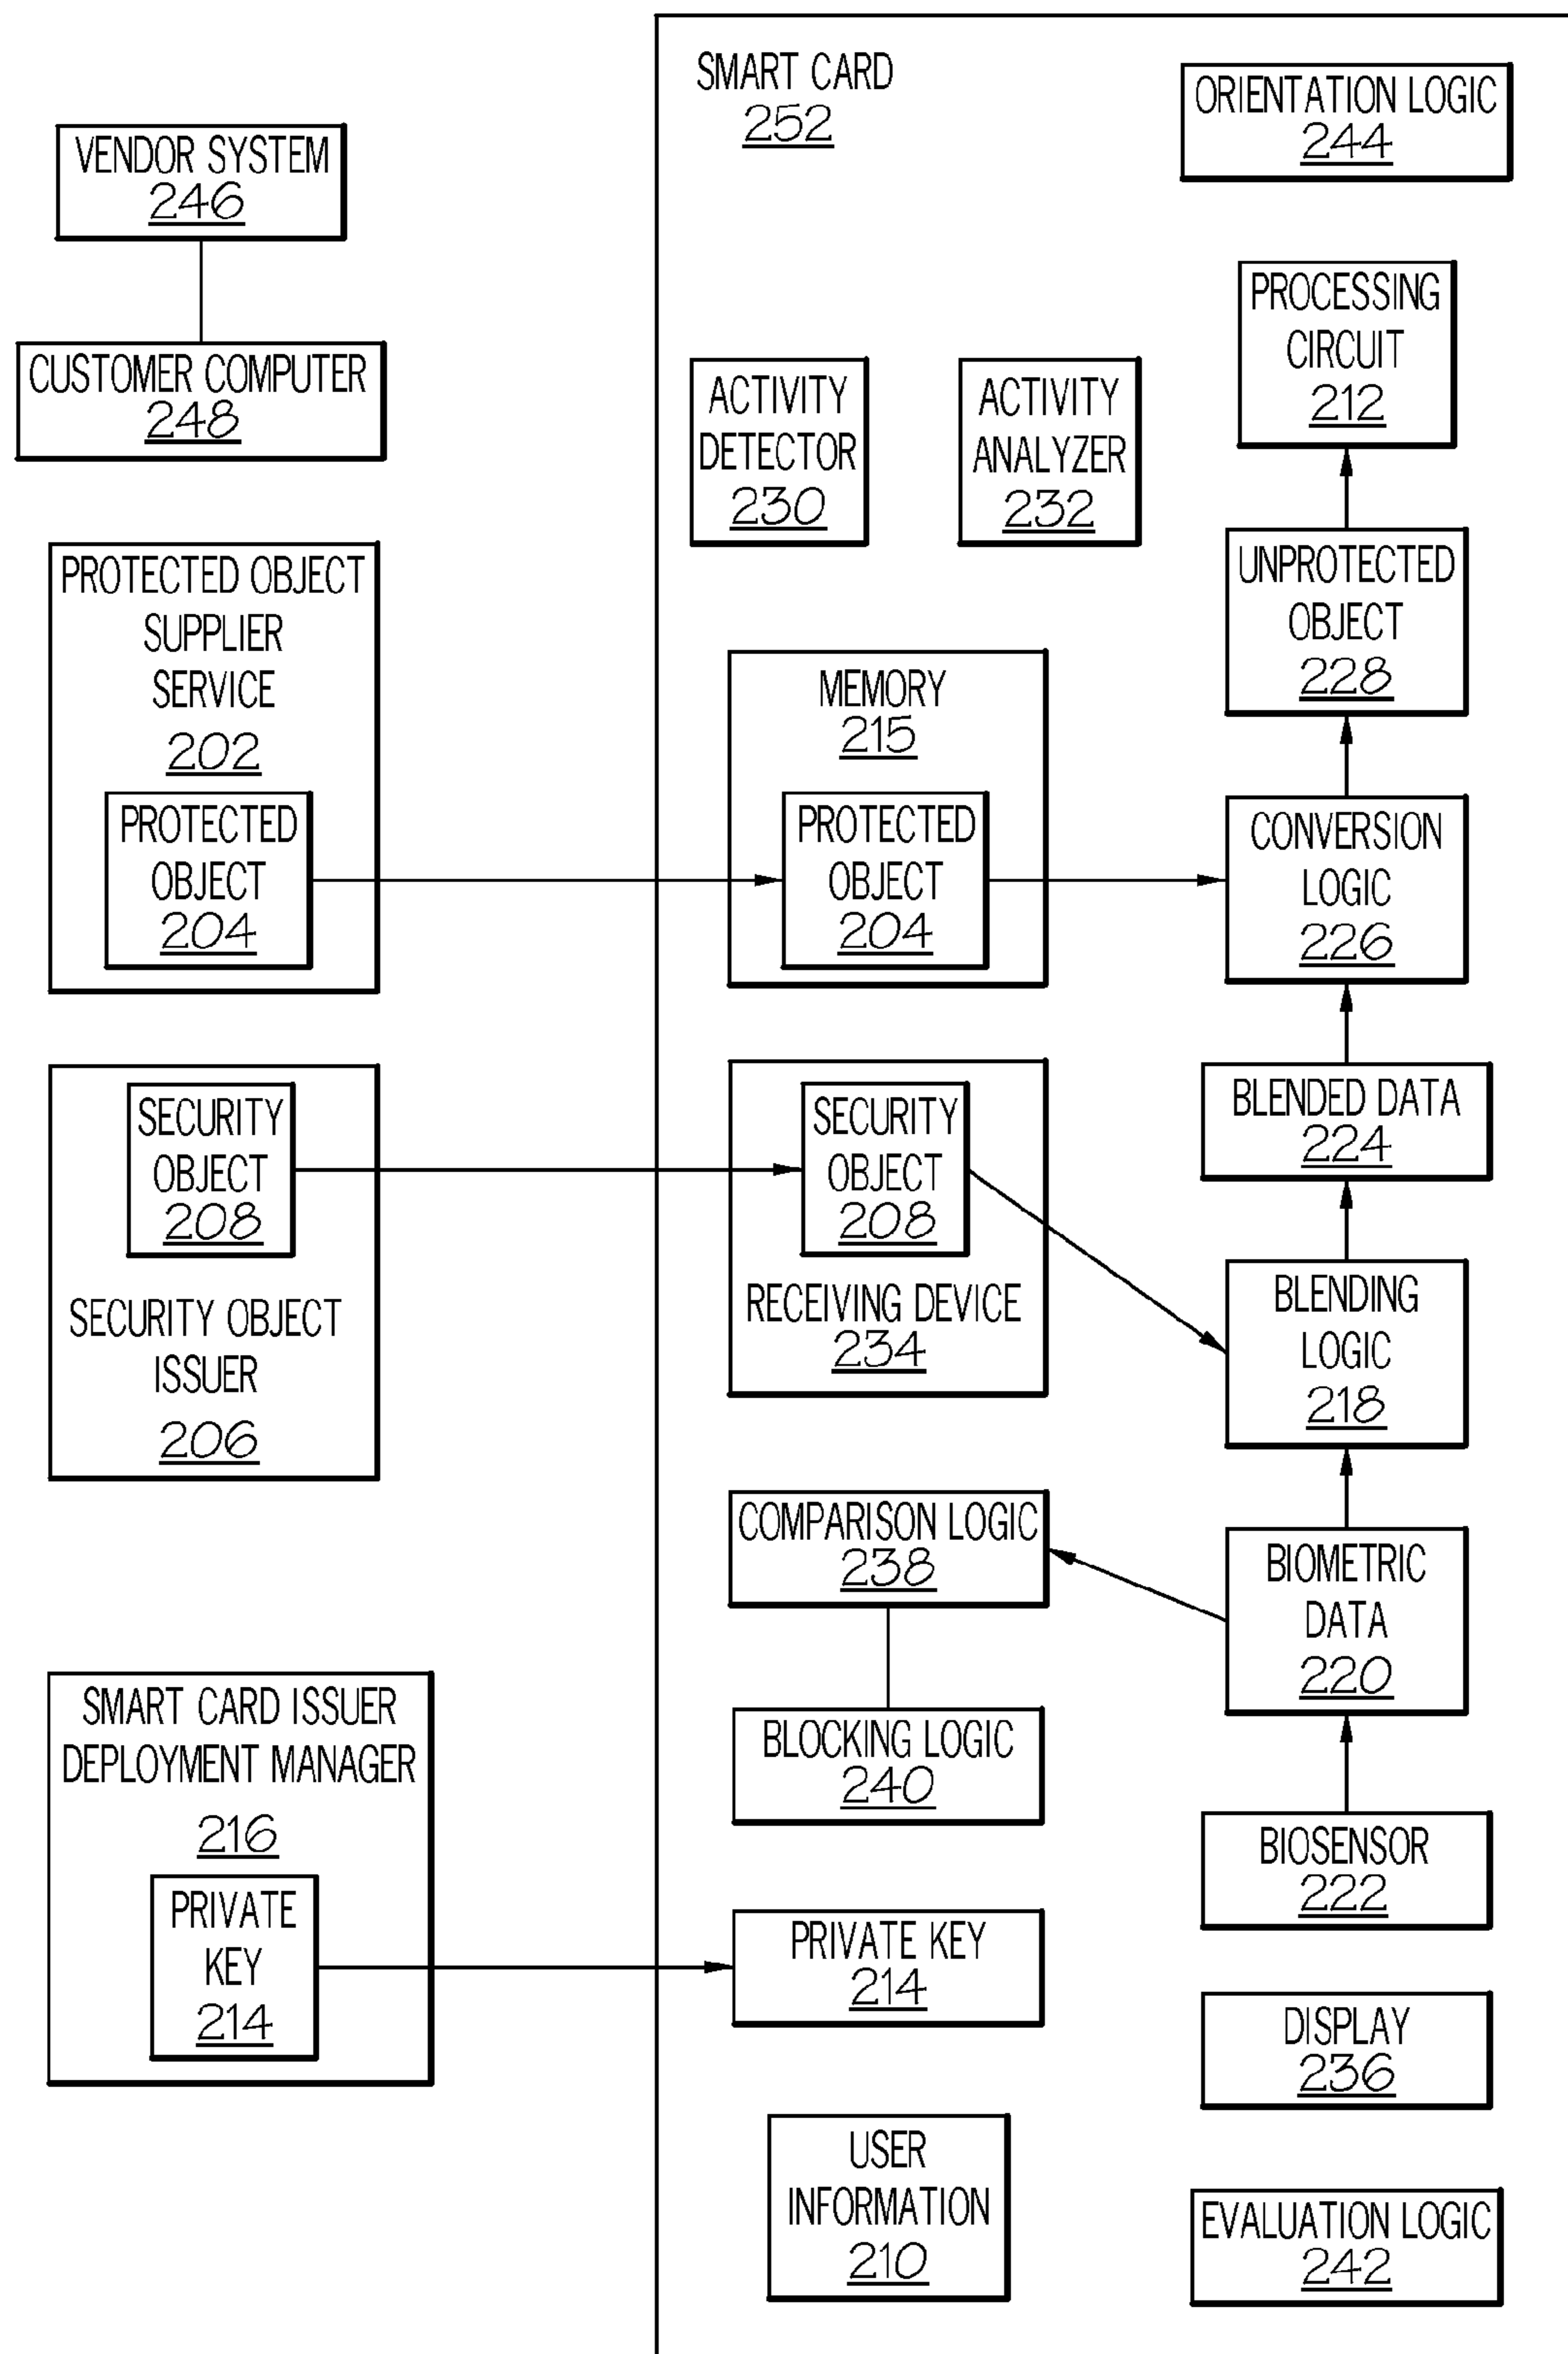 SMART CARD
252
ORIENTATION LOGIC
244
VENDOR SYSTEM
246
PROCESSING
CIRCUIT
212
CUSTOMER COMPUTER
248
ACTIVITY
DETECTOR
230
ACTIVITY
ANALYZER
232
PROTECTED OBJECT
SUPPLIER
SERVICE
202
PROTECTED
OBJECT
204
MEMORY
215
PROTECTED
OBJECT
204
UNPROTECTED
OBJECT
228
CONVERSION
LOGIC
226
SECURITY
OBJECT
208
SECURITY OBJECT
ISSUER
206
SECURITY
OBJECT
208
RECEIVING DEVICE
234
BLENDED DATA
224
BLENDING
LOGIC
218
COMPARISON LOGIC
238
BIOMETRIC
DATA
220
SMART CARD ISSUER
DEPLOYMENT MANAGER
216
PRIVATE
KEY
214
BLOCKING LOGIC
240
BIOSENSOR
222
PRIVATE KEY
214
DISPLAY
236
USER
INFORMATION
210
EVALUATION LOGIC
242